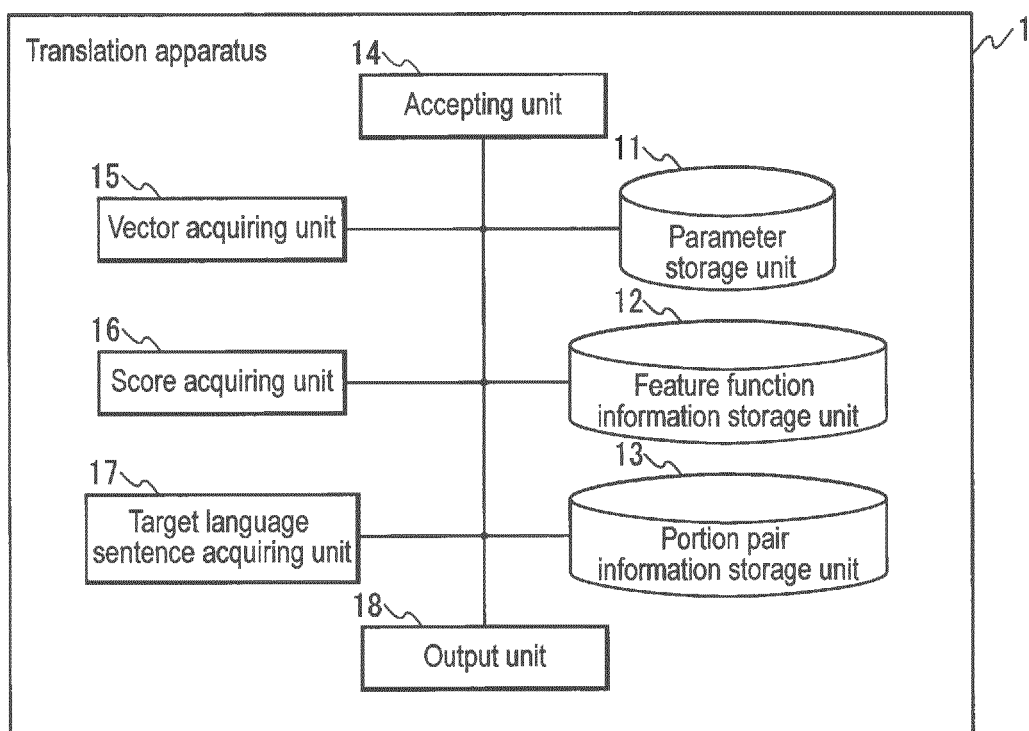 1
Translation apparatus
14
Accepting unit
11
Parameter
storage unit
15
Vector acquiring unit
12
Feature function
information storage unit
16
Score acquiring unit
13
Portion pair
information storage unit
17
Target language
sentence acquiring unit
18
Output unit